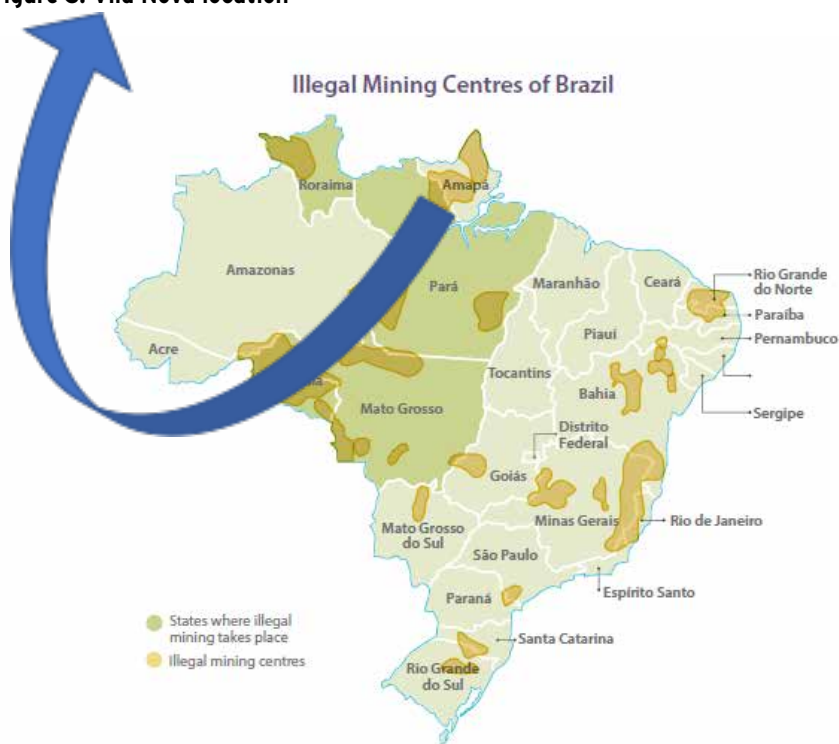 Illegal Mining Centres of Brazil
Roraima
Amapá
Amazonas
Pará
Maranhão
Ceará
Rio Grande
do Norte
Paraíba
Piauí
Pernambuco
Acre
Tocantins
Bahia
Mato Grosso
Sergipe
Distrito
Federal
Goiás
Minas Gerais
Rio de Janeiro
Mato Grosso
do Sul
São Paulo
Espírito Santo
Paraná
Santa Catarina
Rio Grande
do Sul
States where illegal
mining takes place
Illegal mining centres